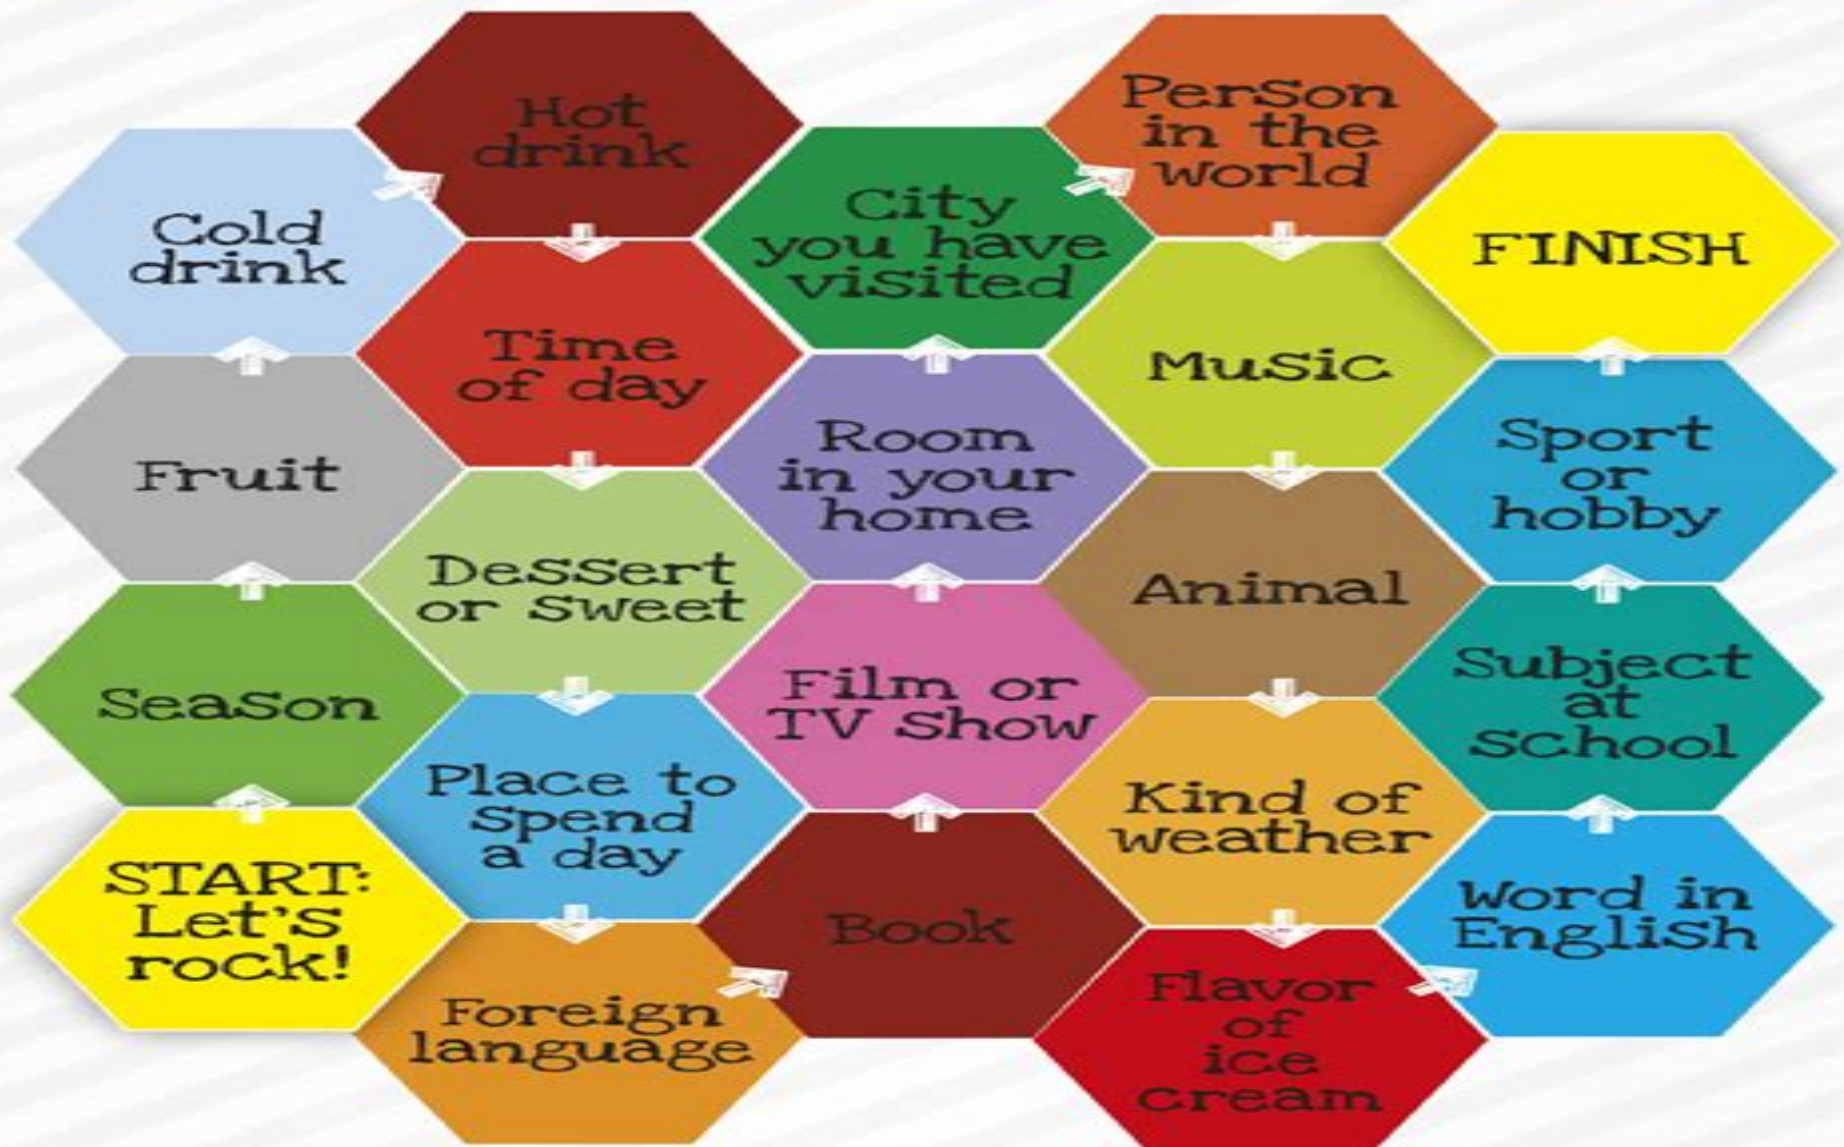 START:
Let's
rock!
Season
Fruit
Cold
drink
Hot
drink
Time
of day
Dessert
or sweet
Place to
spend
a day
Foreign
language
Book
Film or
TV show
Room
in your
home
City
you have
visited
Person
in the
world
Music
Animal
Kind of
weather
Flavor
of
ice
cream
Word in
English
Subject
at
school
Sport
or
hobby
FINISH